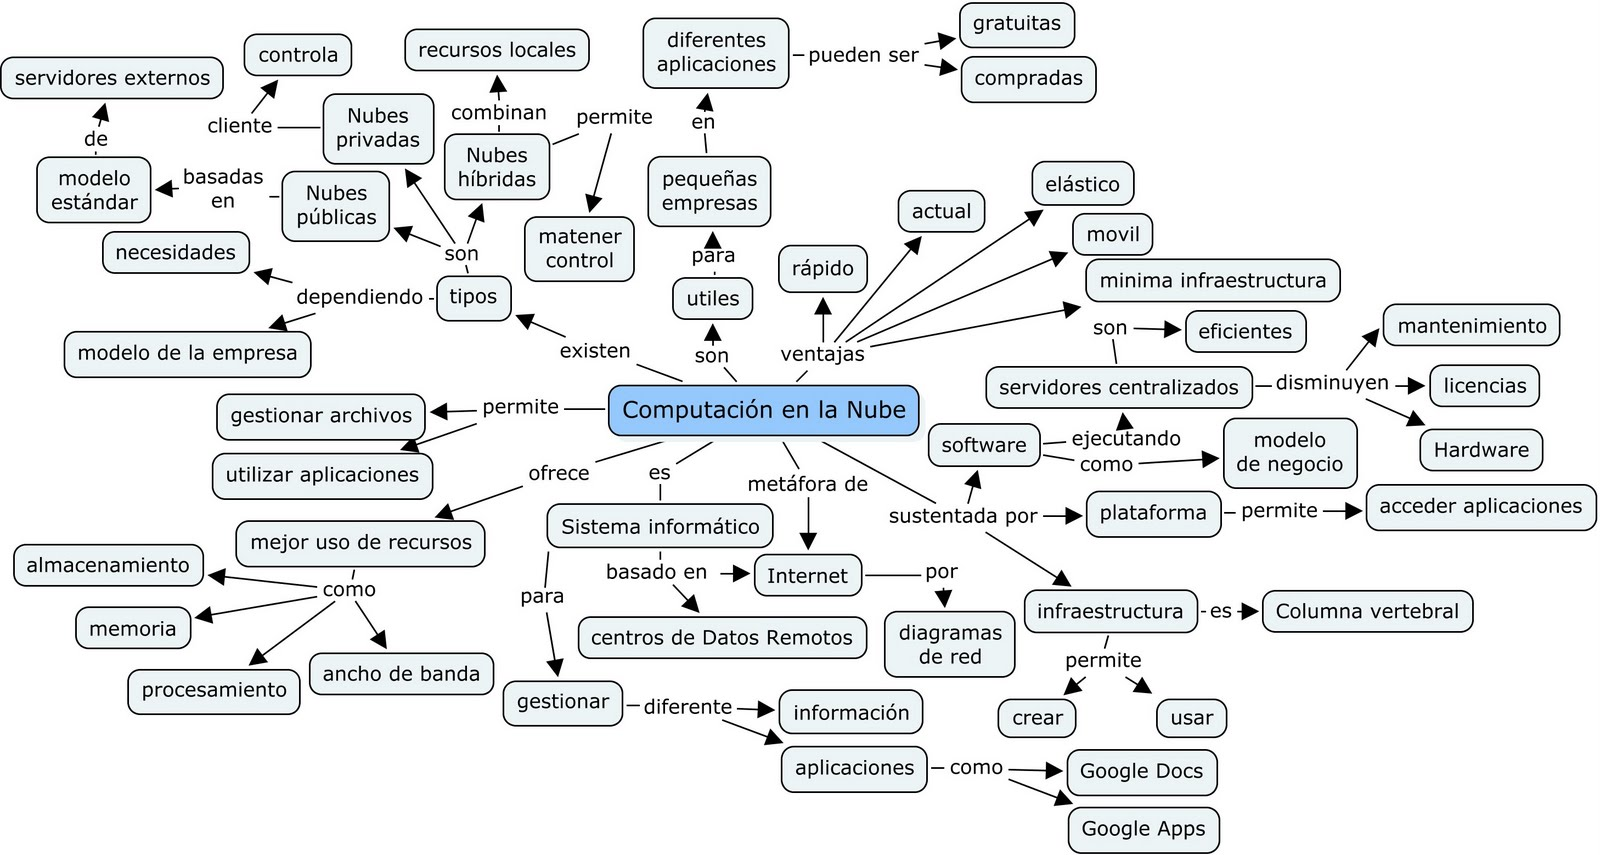 gratuitas
diferentes
aplicaciones
pueden ser
compradas
recursos locales
controla
servidores externos
combinan
permite
cliente
Nubes
privadas
en
de
Nubes
híbridas
modelo
estándar
basadas
en
Nubes
públicas
pequeñas
empresas
elástico
actual
movil
necesidades
son
matener
control
para
rápido
minima infraestructura
dependiendo
tipos
utiles
modelo de la empresa
existen
son
ventajas
son
eficientes
mantenimiento
servidores centralizados
disminuyen
licencias
gestionar archivos
permite
Computación en la Nube
software
ejecutando
como
modelo
de negocio
Hardware
utilizar aplicaciones
ofrece
es
metáfora de
sustentada por
plataforma
permite
acceder aplicaciones
mejor uso de recursos
Sistema informático
almacenamiento
como
basado en
Internet
por
memoria
para
centros de Datos Remotos
diagramas
de red
infraestructura
es
Columna vertebral
procesamiento
ancho de banda
permite
gestionar
diferente
información
crear
usar
aplicaciones
como
Google Docs
Google Apps